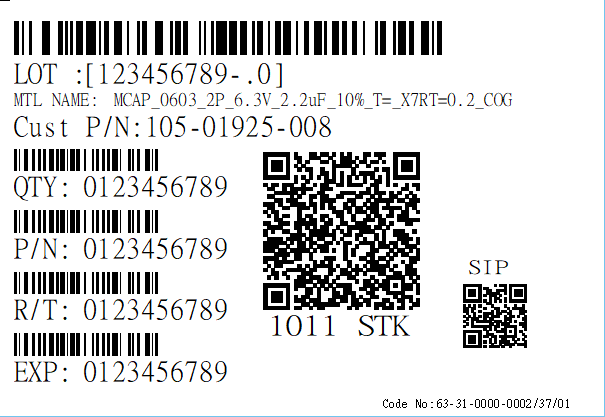 LOT :[123456789-.0]
MTL NAME: MCAP_0603_2P_6.3V_2.2uF_10%_T=_X7RT=0.2_COG
Cust P/N:105-01925-008
QTY: 0123456789
P/N: 0123456789
R/T: 0123456789
EXP: 0123456789
1011 STK
SIP
Code No:63-31-0000-0002/37/01